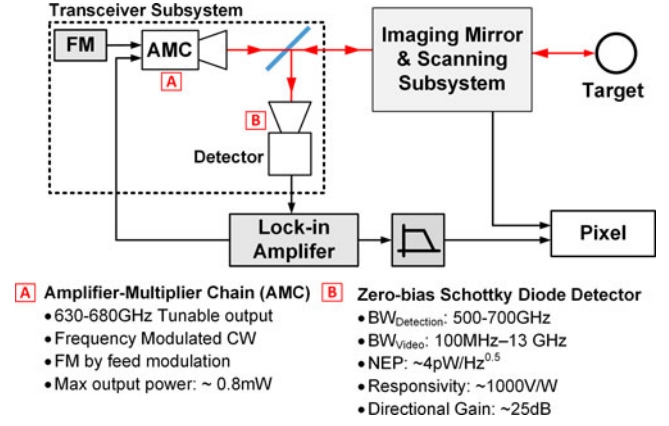 Transceiver Subsystem
FM
AMC
A
Imaging Mirror
& Scanning
Subsystem
Target
B
Detector
Lock-in
Amplifer
Pixel
A Amplifier-Multiplier Chain (AMC)
• 630-680GHz Tunable output
• Frequency Modulated CW
• FM by feed modulation
• Max output power: ~ 0.8mW
B Zero-bias Schottky Diode Detector
• BWDetection: 500-700GHz
• BWVideo: 100MHz–13 GHz
• NEP: ~4pW/Hz0.5
• Responsivity: ~1000V/W
• Directional Gain: ~25dB